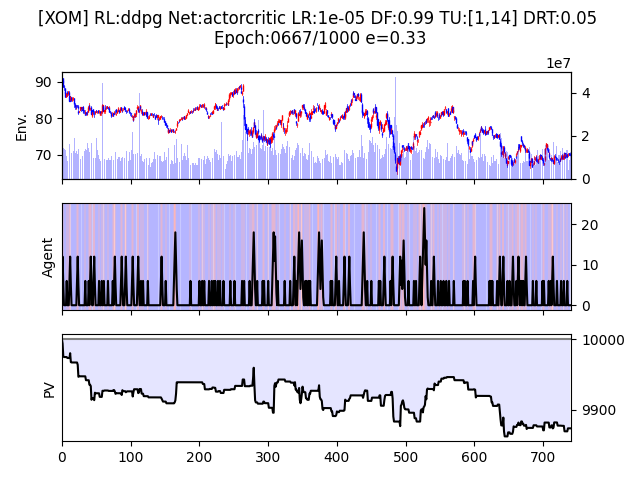 [XOM] RL:ddpg Net:actorcritic LR:1e-05 DF:0.99 TU:[1,14] DRT:0.05
Epoch:0667/1000 e=0.33
1e7
90
80
70
Env.
4
2
0
Agent
20
10
0
PV
10000
9900
0 100 200 300 400 500 600 700